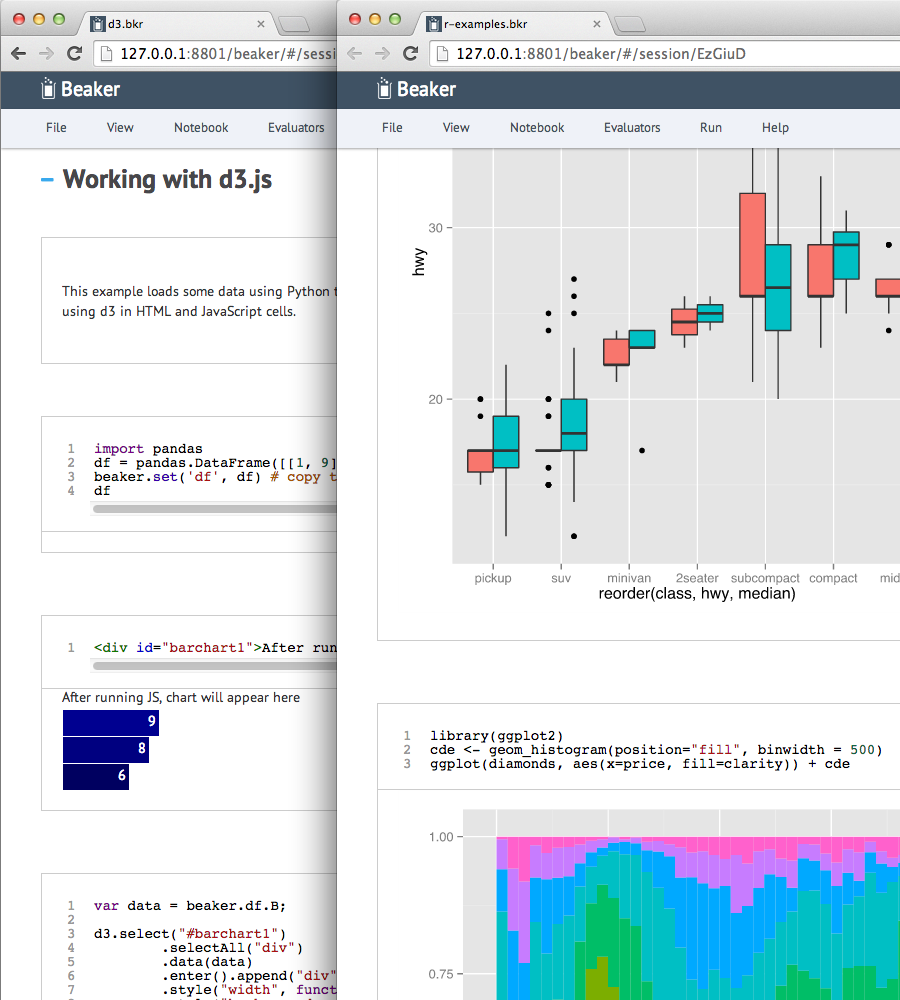 d3.bkr
127.0.0.1:8801/beaker/#/sessi
Beaker
File View Notebook Evaluators
Working with d3.js
This example loads some data using Python t
using d3 in HTML and JavaScript cells.
1 import pandas
2 df = pandas.DataFrame([[1, 9]
3 beaker.set('df', df) # copy t
4 df
1 <div id="barchart1">After run
After running JS, chart will appear here
9
8
6
1 var data = beaker.df.B;
2
3 d3.select("#barchart1")
4 .selectAll("div")
5 .data(data)
6 .enter().append("div"
7 .style("width", funct
r-examples.bkr
127.0.0.1:8801/beaker/#/session/EzGiuD
Beaker
File View Notebook Evaluators Run Help
30
hwy
20
pickup suv minivan 2seater subcompact compact mid
reorder(class, hwy, median)
1 library(ggplot2)
2 cde <- geom_histogram(position="fill", binwidth = 500)
3 ggplot(diamonds, aes(x=price, fill=clarity)) + cde
1.00
0.75